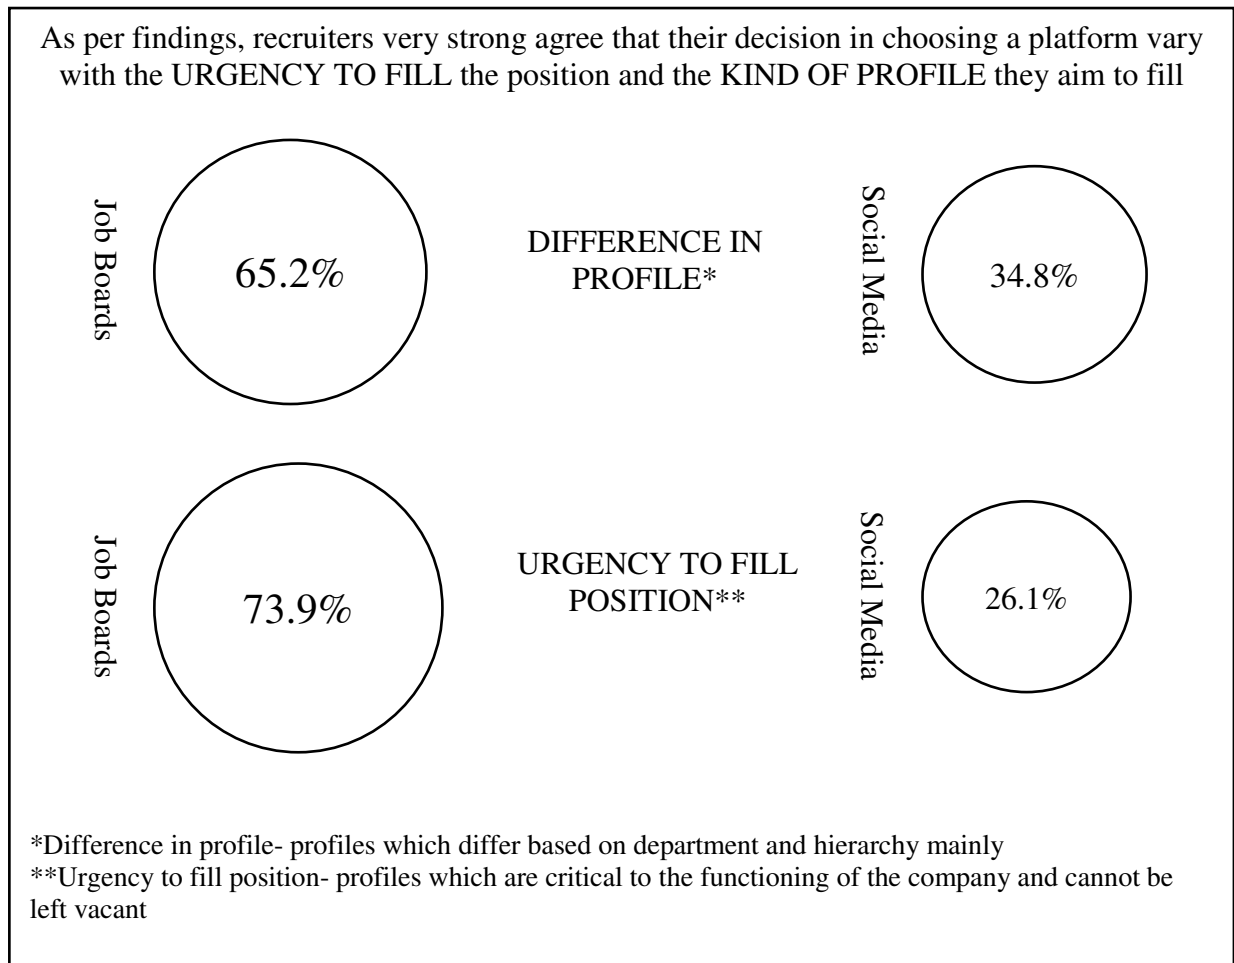 As per findings, recruiters very strong agree that their decision in choosing a platform vary
with the URGENCY TO FILL the position and the KIND OF PROFILE they aim to fill
Job Boards
65.2%
DIFFERENCE IN
PROFILE*
Social Media
34.8%
Job Boards
73.9%
URGENCY TO FILL
POSITION**
Social Media
26.1%
*Difference in profile- profiles which differ based on department and hierarchy mainly
**Urgency to fill position- profiles which are critical to the functioning of the company and cannot be
left vacant